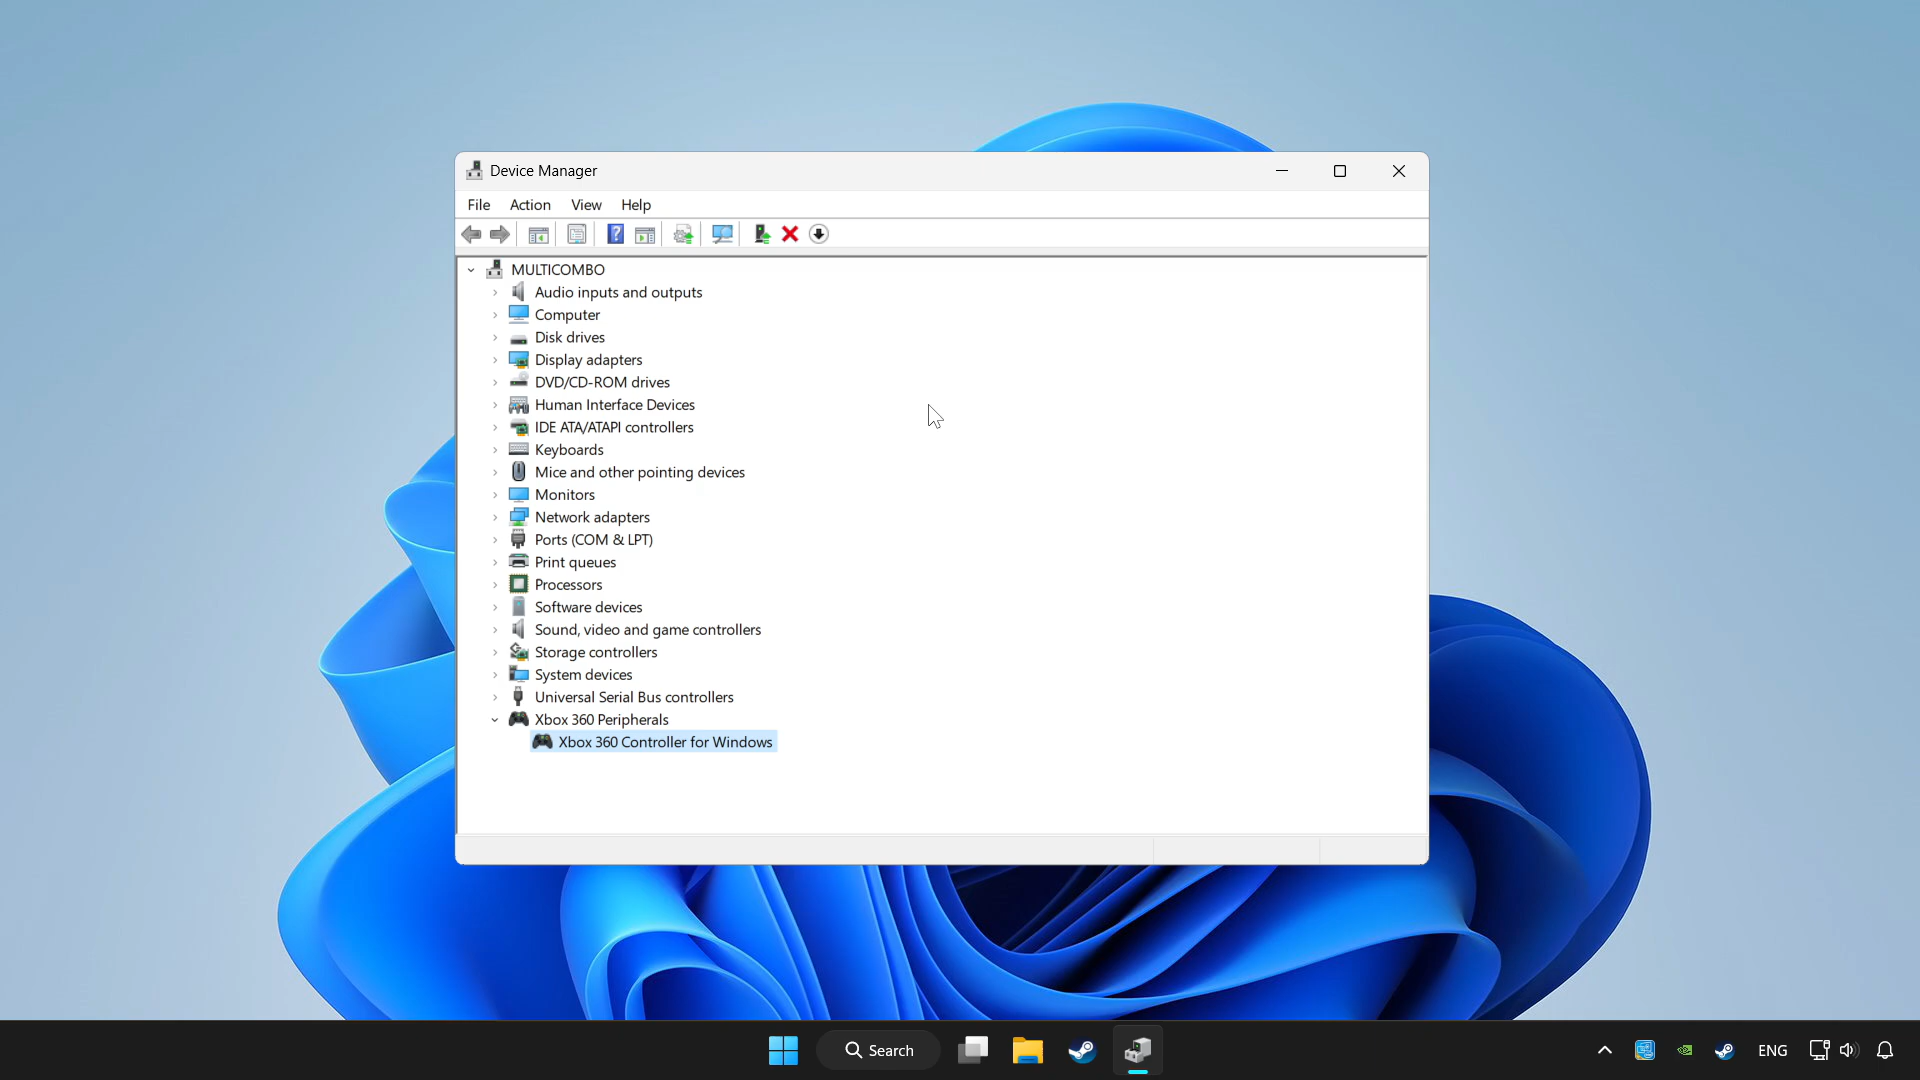 Device Manager
File Action View Help
MULTICOMBO
Audio inputs and outputs
Computer
Disk drives
Display adapters
DVD/CD-ROM drives
Human Interface Devices
IDE ATA/ATAPI controllers
Keyboards
Mice and other pointing devices
Monitors
Network adapters
Ports (COM & LPT)
Print queues
Processors
Software devices
Sound, video and game controllers
Storage controllers
System devices
Universal Serial Bus controllers
Xbox 360 Peripherals
Xbox 360 Controller for Windows
Search
ENG